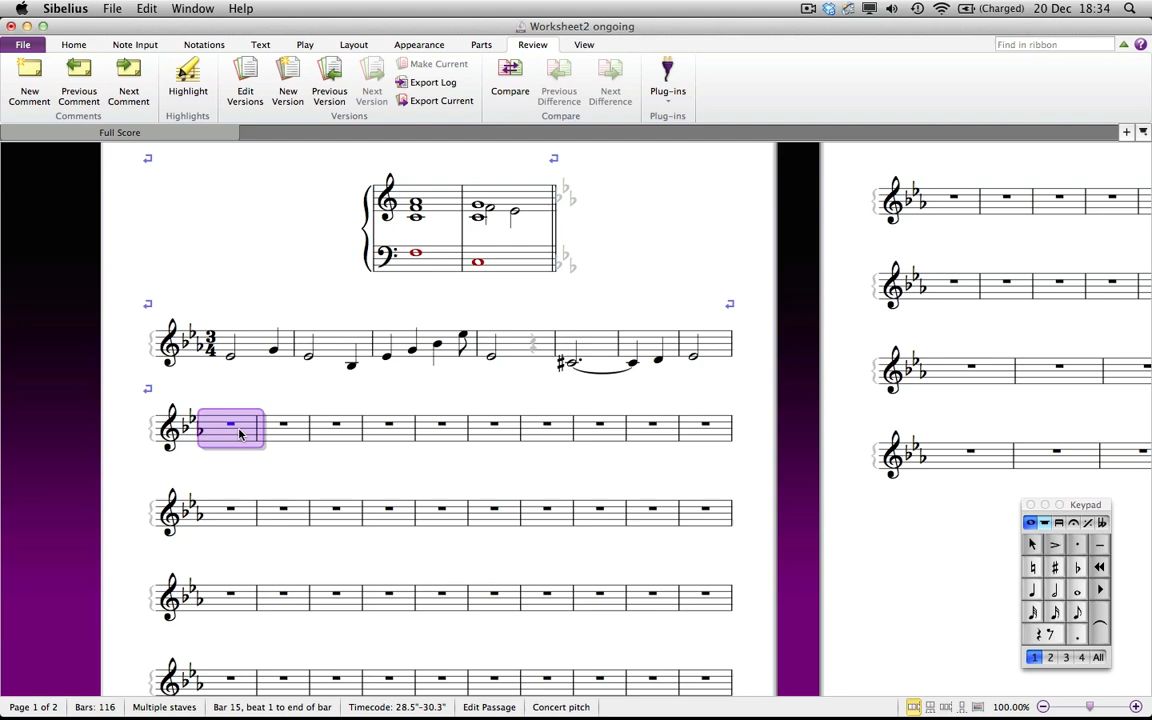 Sibelius File Edit Window Help (Charged) 20 Dec 18:34
Worksheet2 ongoing
File Home Note Input Notations Text Play Layout Appearance Parts Review View Find in ribbon
New Comment Previous Comment Next Comment Highlight Edit Versions New Version Previous Version Next Version Make Current Export Log Export Current Compare Previous Difference Next Difference Plug-ins
Comments Highlights Versions Compare Plug-ins
Full Score
3
4
Keypad
1 2 3 4 All
Page 1 of 2 Bars: 116 Multiple staves Bar 15, beat 1 to end of bar Timecode: 28.5"-30.3" Edit Passage Concert pitch 100.00%